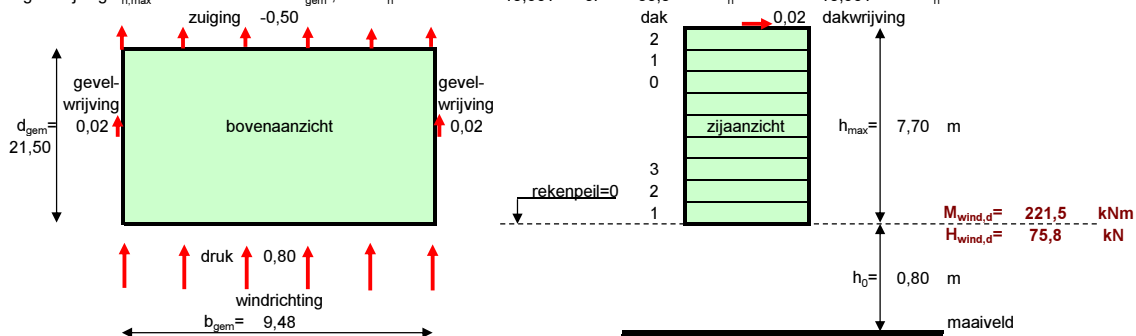 zuiging -0,50
gevel-
wrijving
0,02
gevel-
wrijving
0,02
d_gem=
21,50
bovenaanzicht
druk 0,80
windrichting
b_gem= 9,48
dak
0,02 dakwrijving
2
1
0
zijaanzicht
3
2
1
rekenpeil=0
h_max= 7,70 m
M_wind,d= 221,5 kNm
H_wind,d= 75,8 kN
h_0= 0,80 m
maaiveld